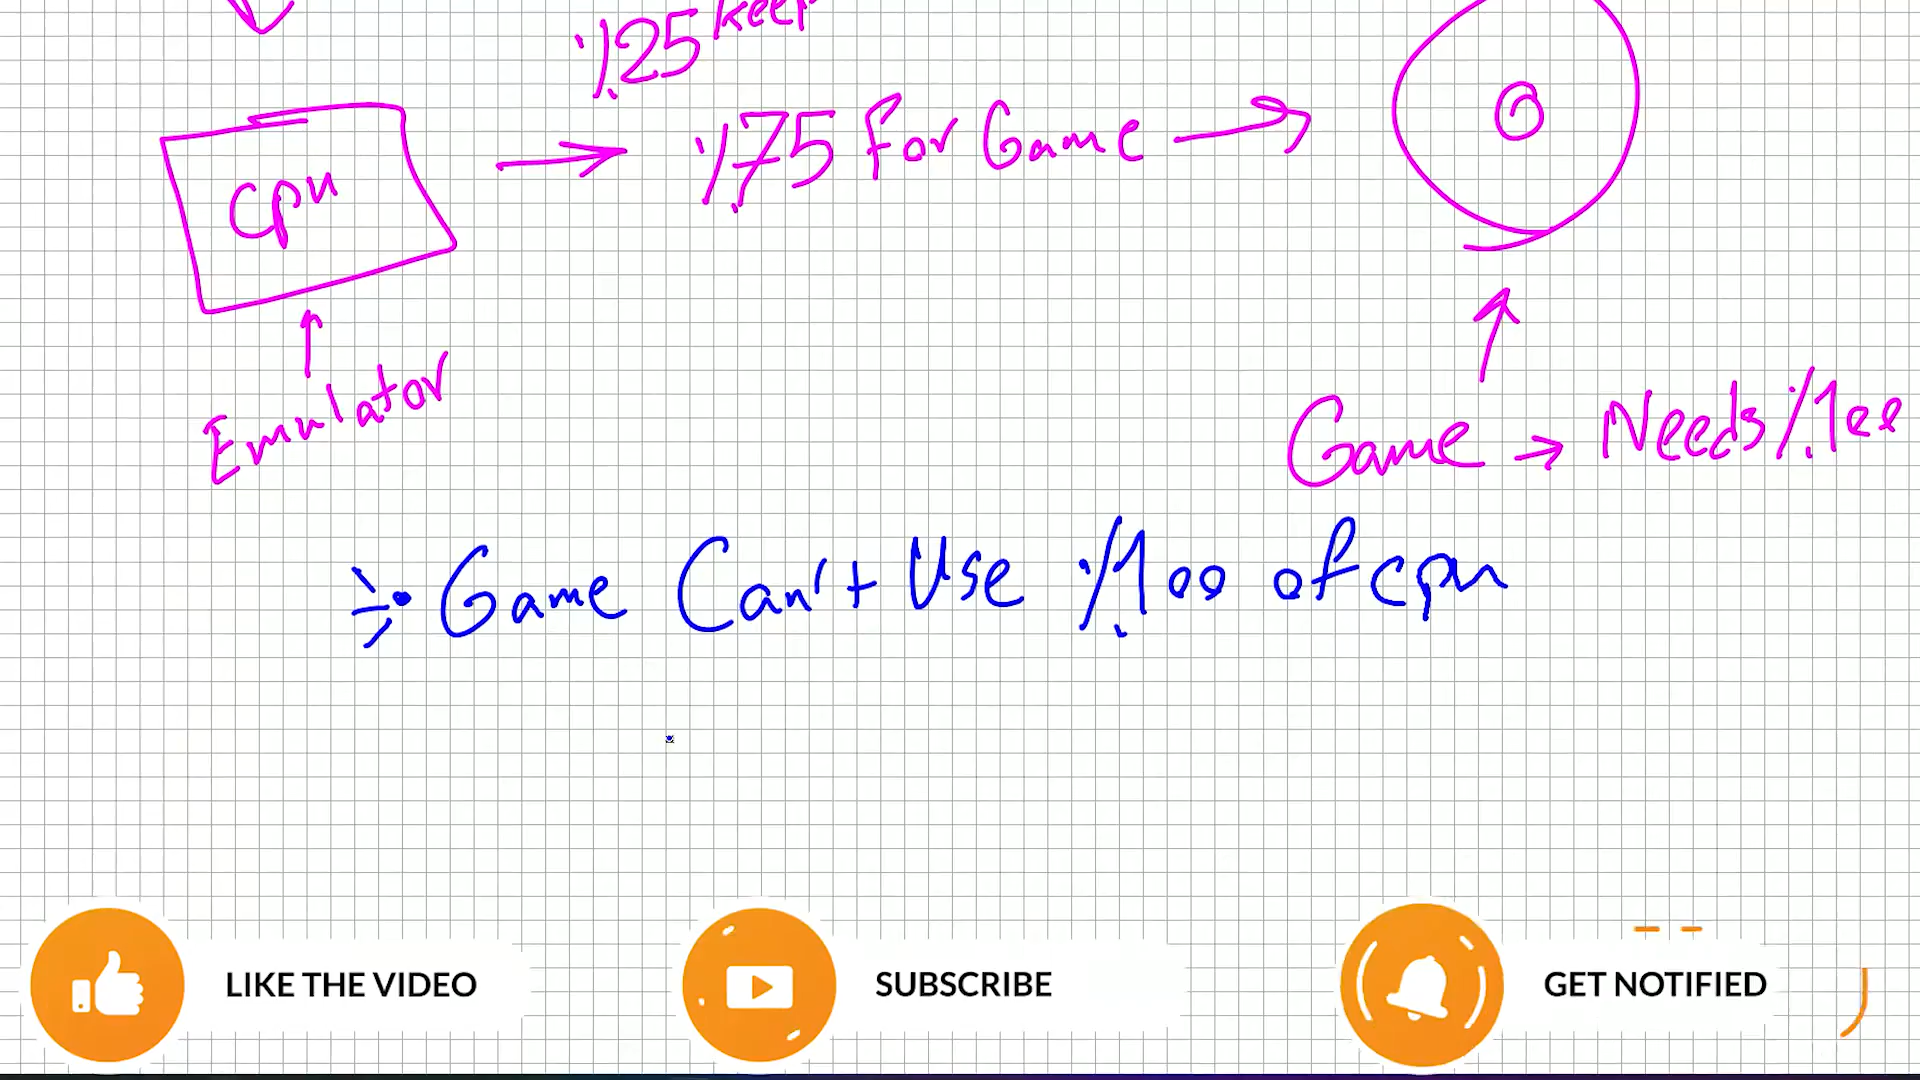 %25 keep
%75 for Game →
cpu →
↑
Emulator
Game → Needs %100
Game Can't Use %100 of cpu
LIKE THE VIDEO
SUBSCRIBE
GET NOTIFIED